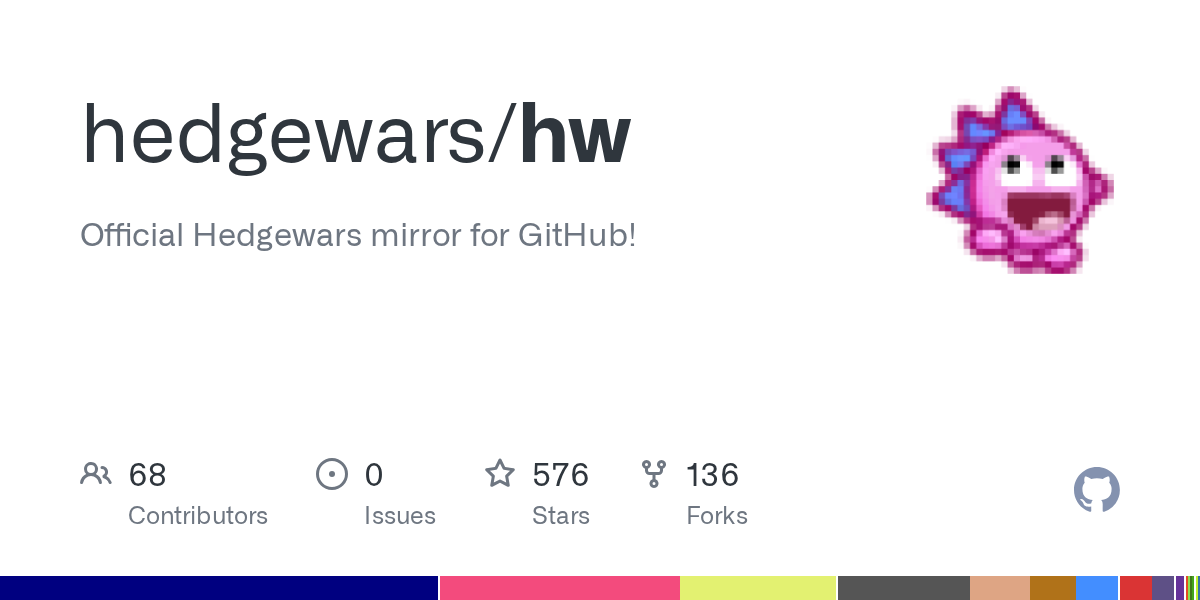 hedgewars/hw
Official Hedgewars mirror for GitHub!
68 0 576 136
Contributors Issues Stars Forks